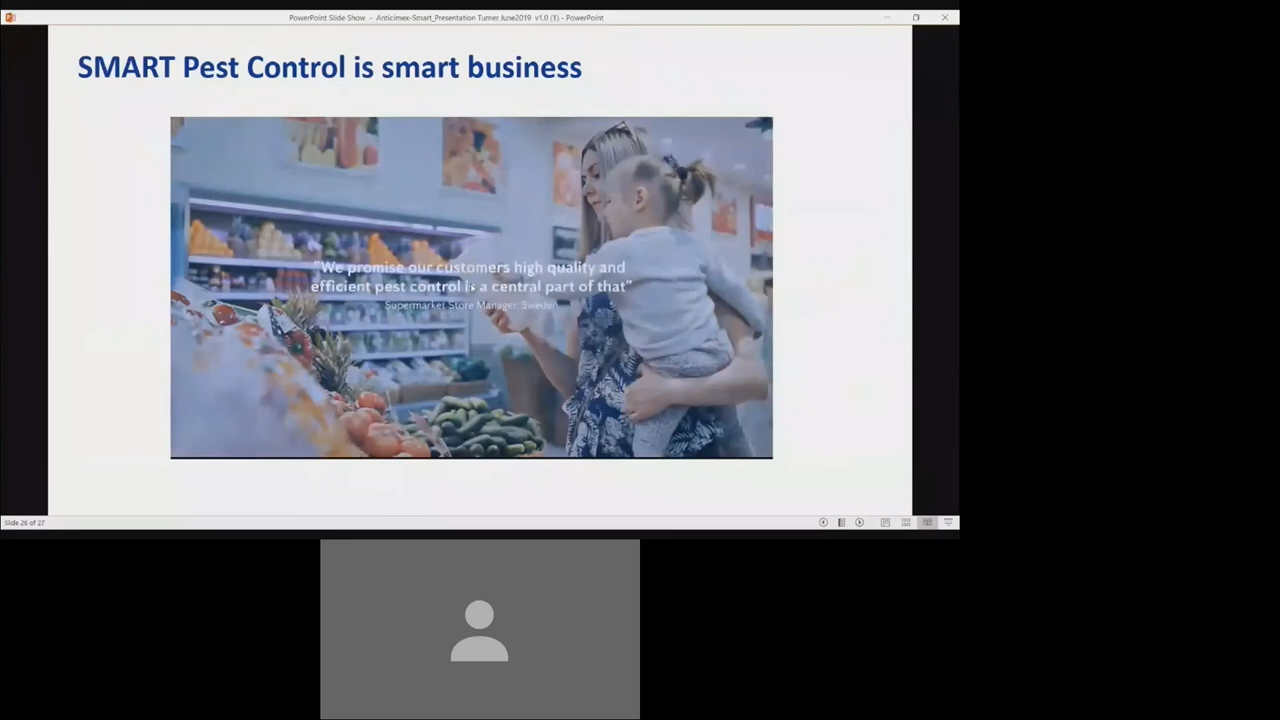 PowerPoint Slide Show - Anticimex-Smart_Presentation Turner.June2019 v1.0 (1) - PowerPoint
SMART Pest Control is smart business
"We promise our customers high quality and
efficient pest control is a central part of that"
Supermarket Store Manager, Sweden
Slide 26 of 27